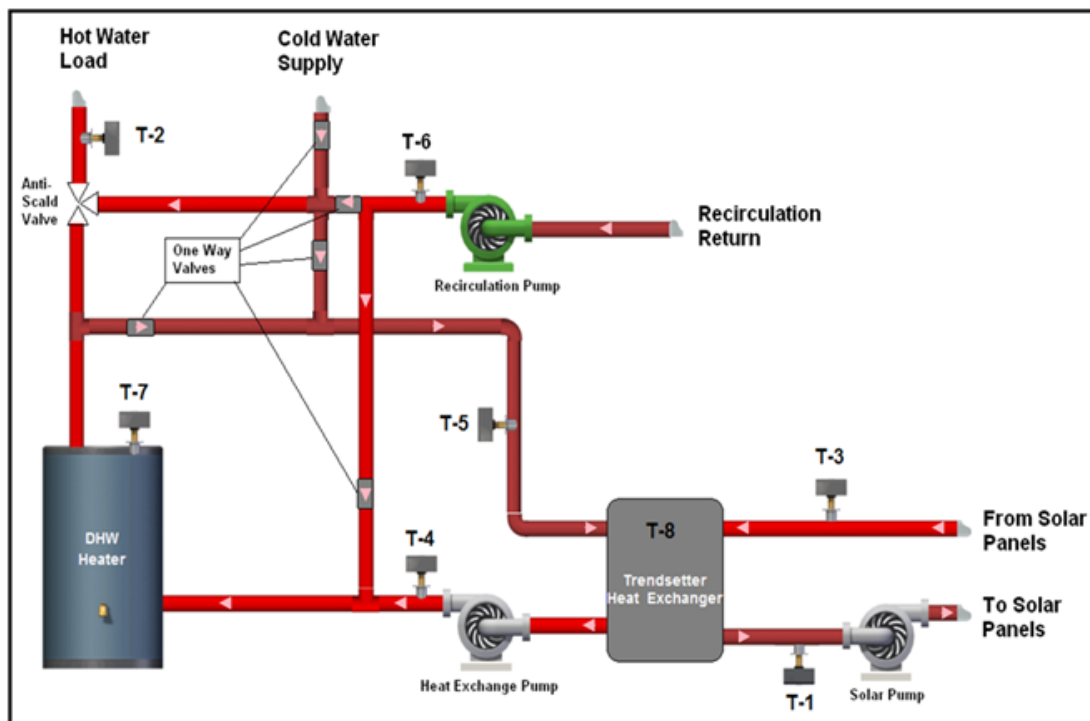 Hot Water
Load
Cold Water
Supply
T-2
T-6
Anti-
Scald
Valve
Recirculation
Return
One Way
Valves
Recirculation Pump
T-7
T-5
T-3
T-8
From Solar
Panels
DHW
Heater
T-4
Trendsetter
Heat Exchanger
To Solar
Panels
Heat Exchange Pump
T-1
Solar Pump